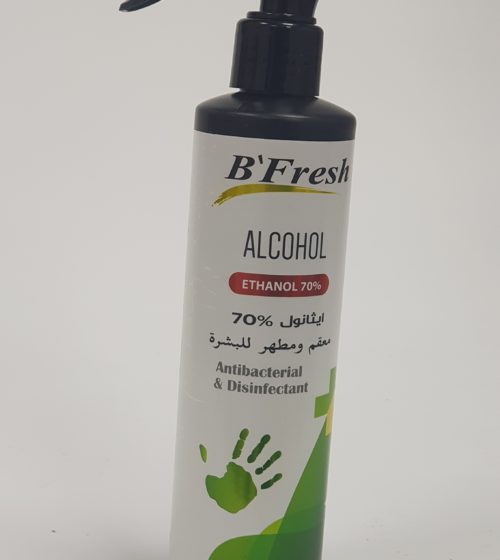 B`Fresh
ALCOHOL
ETHANOL 70%
ايثانول 70%
معقم ومطهر للبشرة
Antibacterial
& Disinfectant